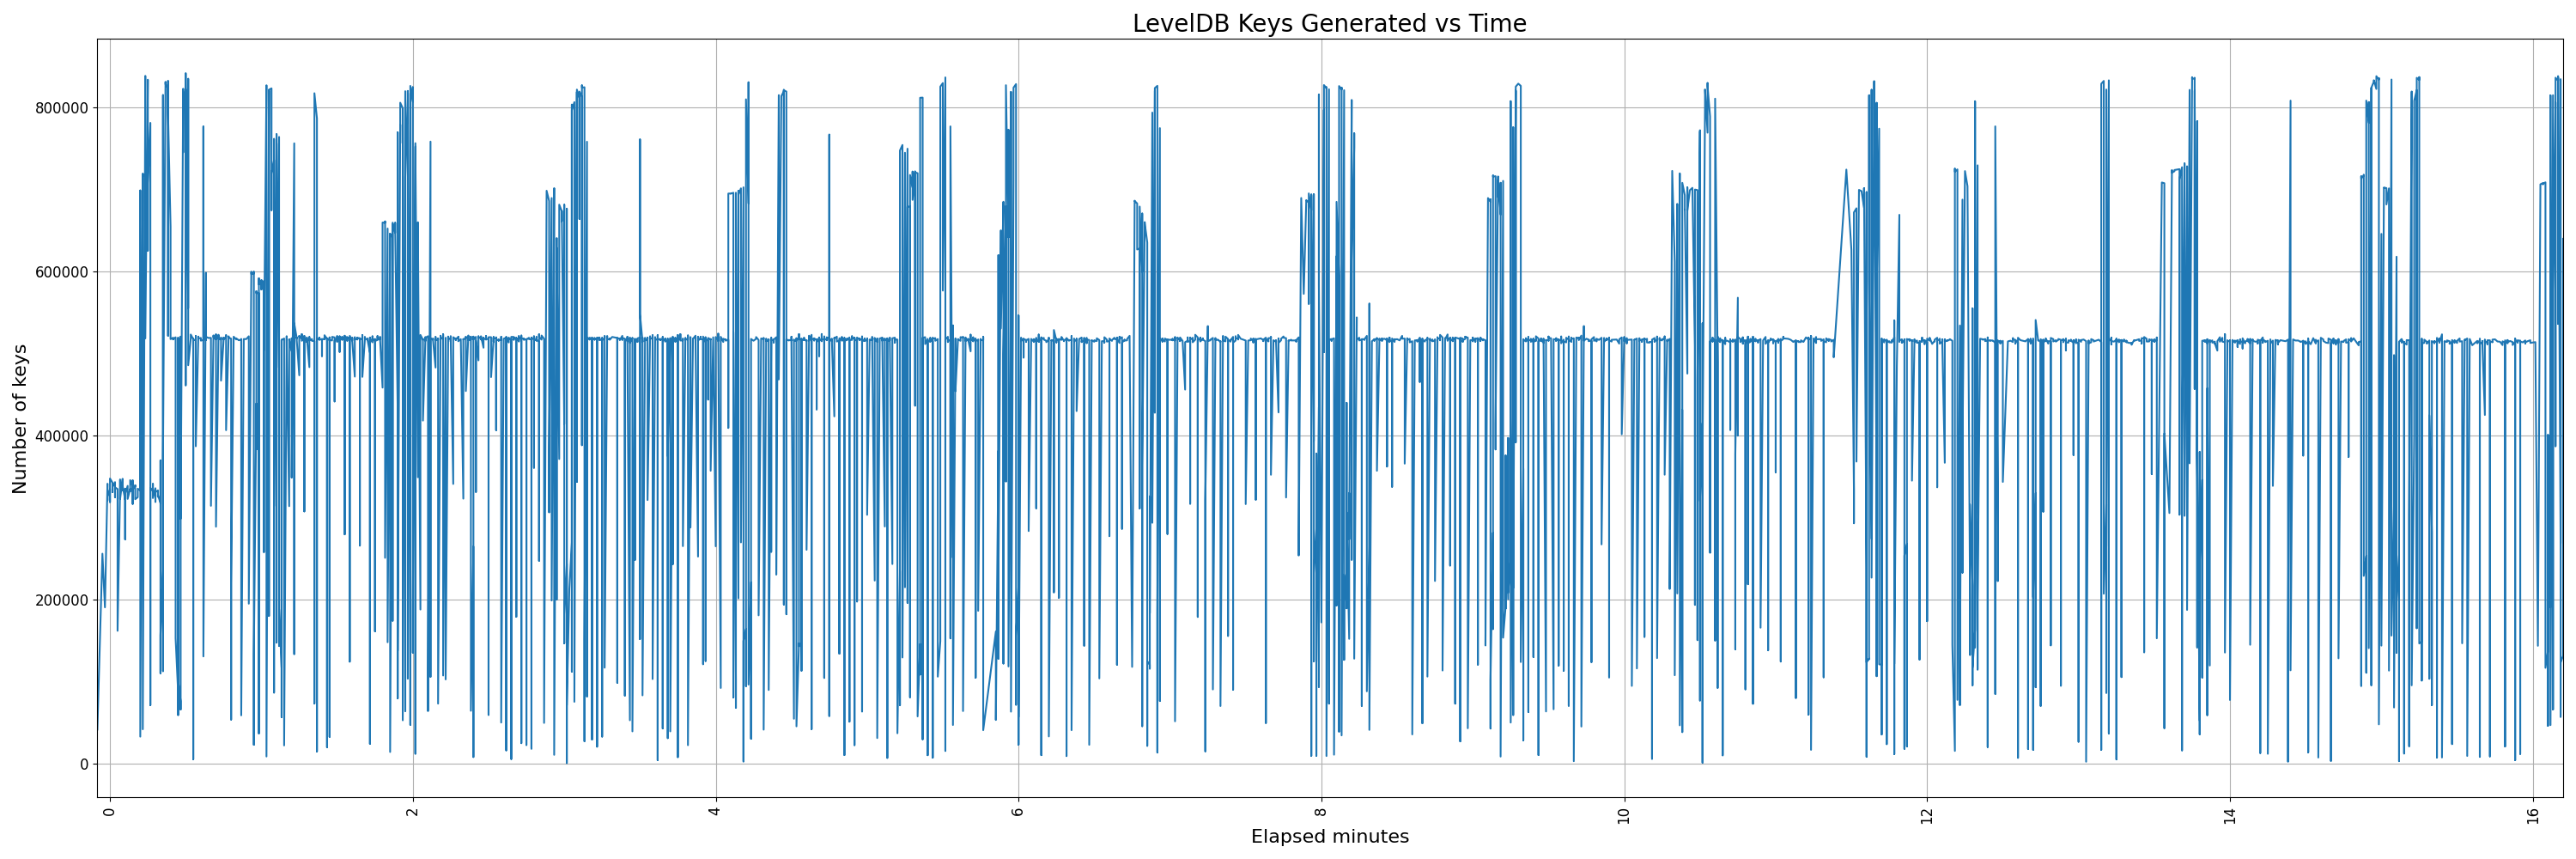 LevelDB Keys Generated vs Time
Number of keys
800000
600000
400000
200000
0
0 2 4 6 8 10 12 14 16
Elapsed minutes